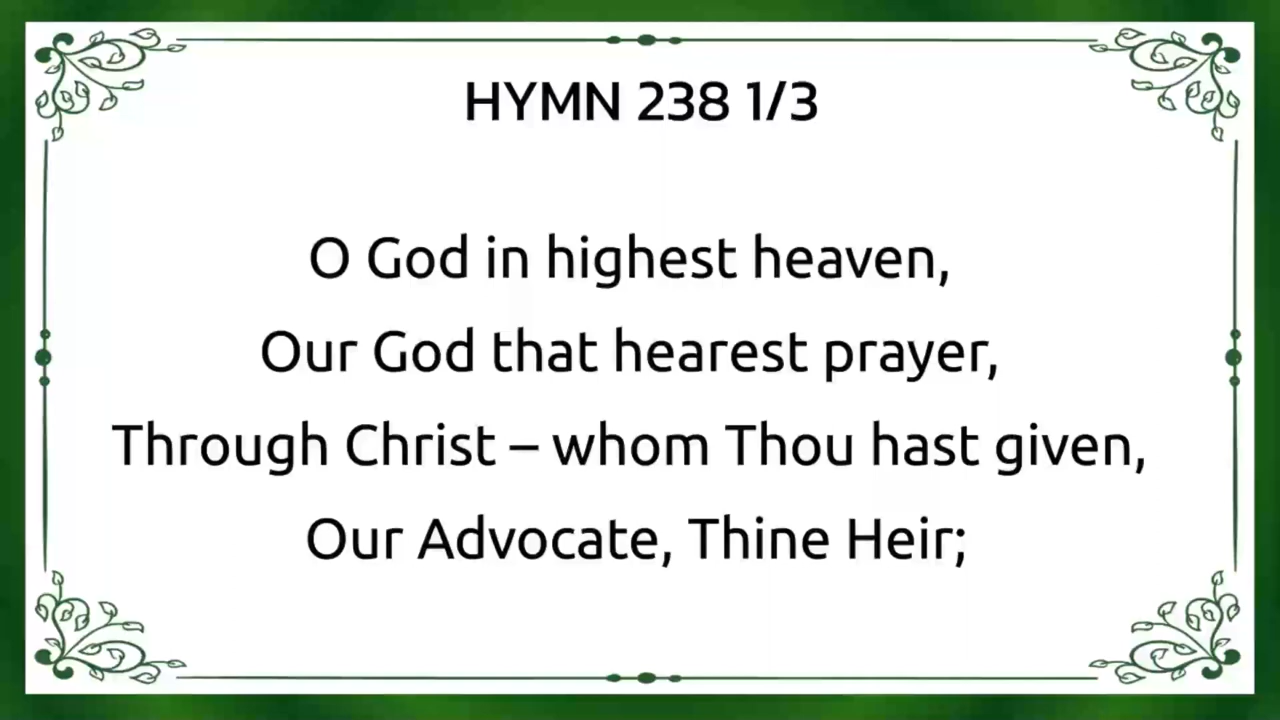 HYMN 238 1/3
O God in highest heaven,
Our God that hearest prayer,
Through Christ – whom Thou hast given,
Our Advocate, Thine Heir;